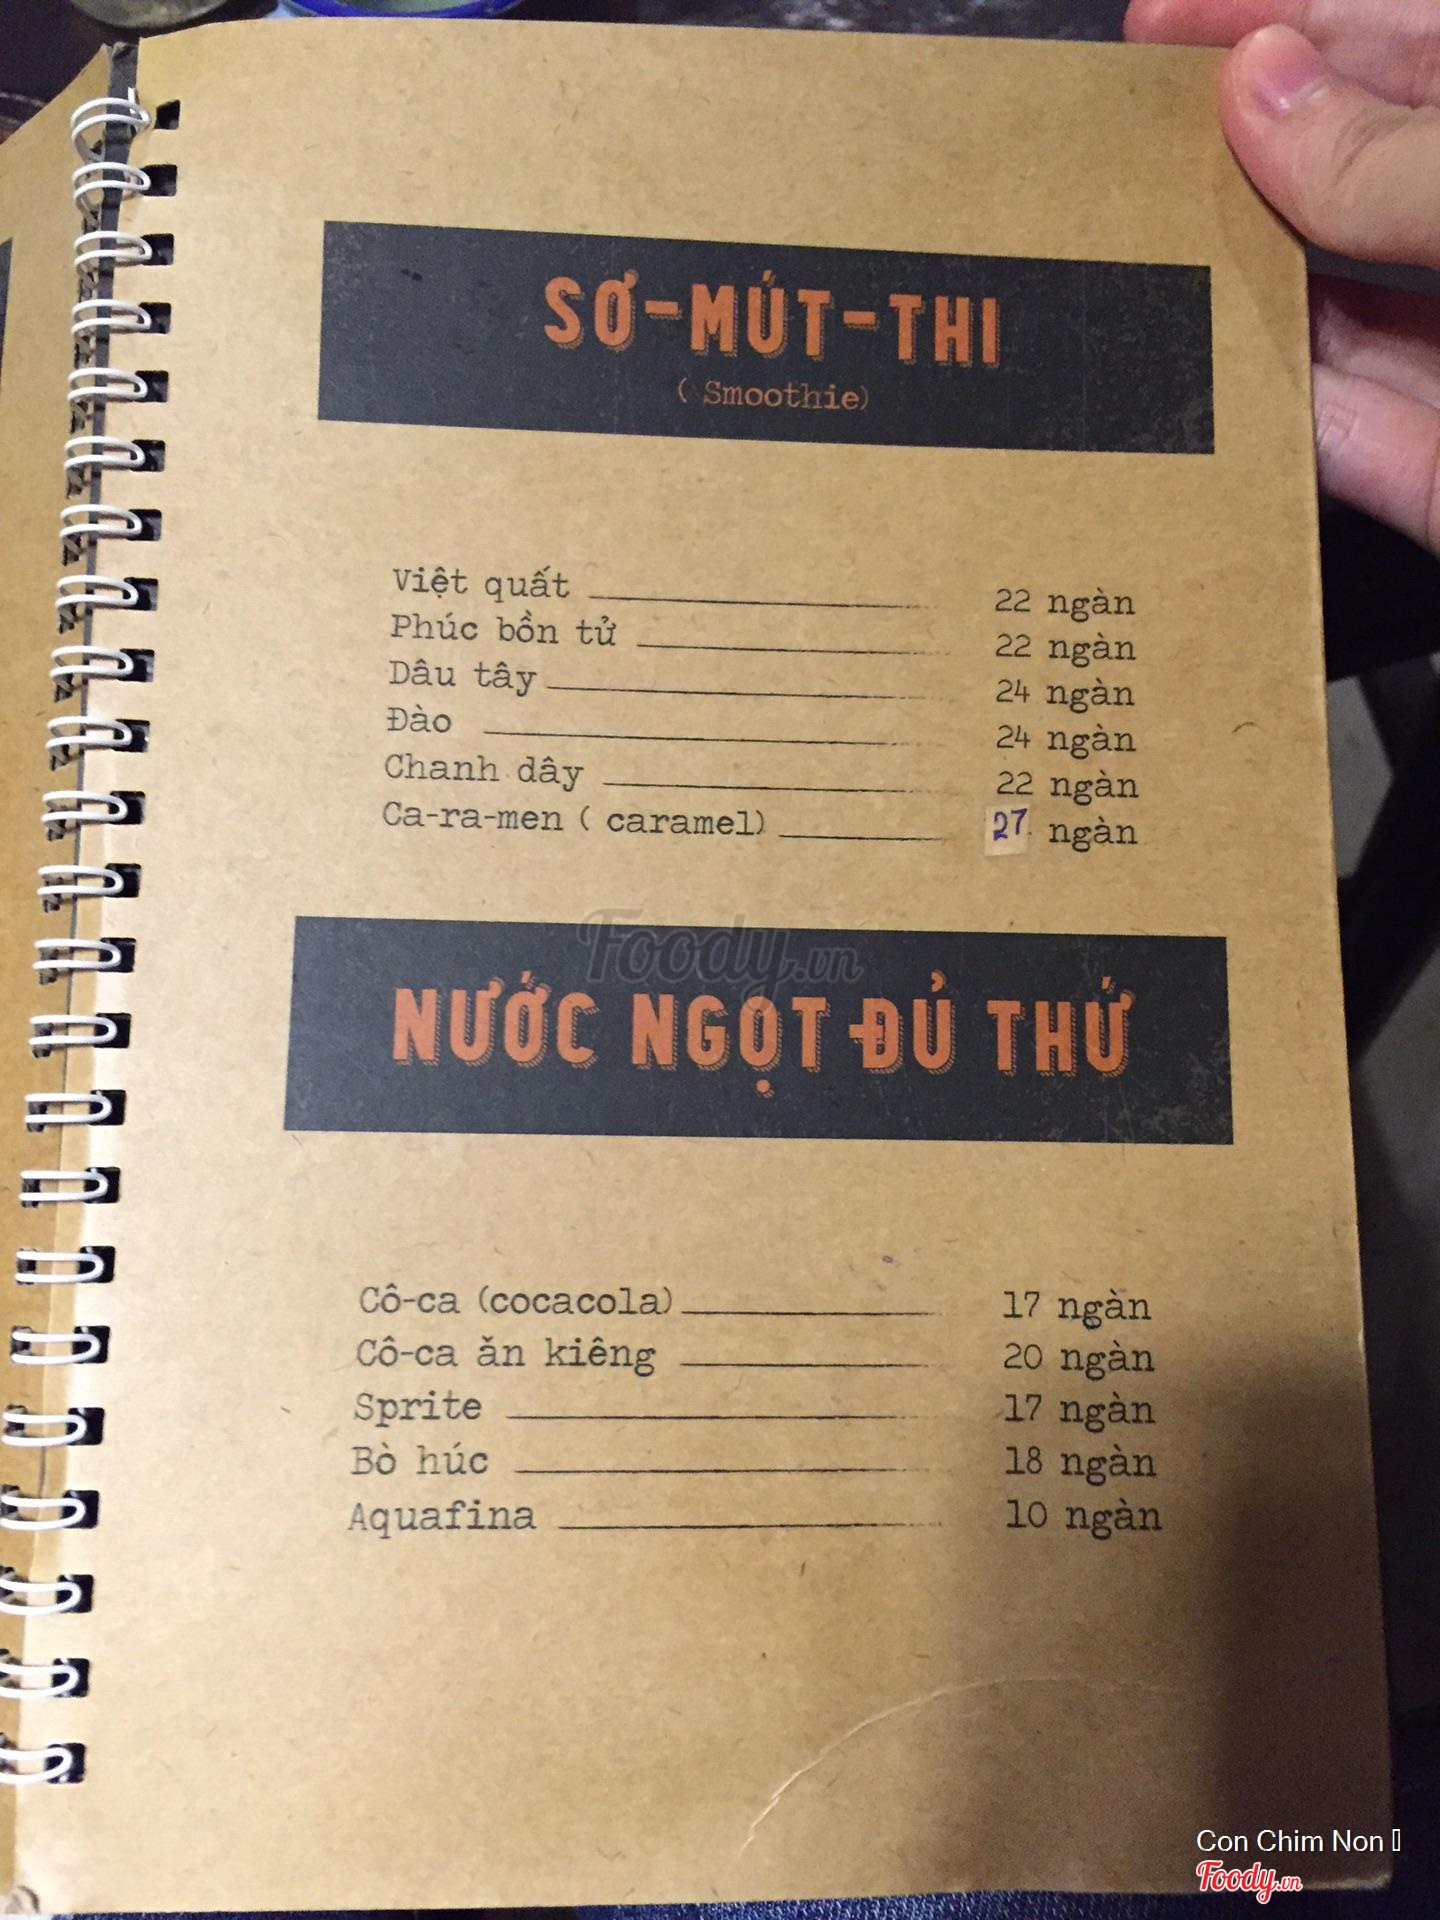 SƠ-MÚT-THI
( Smoothie)
Việt quất 22 ngàn
Phúc bồn tử 22 ngàn
Dâu tây 24 ngàn
Đào 24 ngàn
Chanh dây 22 ngàn
Ca-ra-men ( caramel) 27 ngàn
Foody.vn
NƯỚC NGỌT ĐỦ THỨ
Cô-ca (cocacola) 17 ngàn
Cô-ca ăn kiêng 20 ngàn
Sprite 17 ngàn
Bò húc 18 ngàn
Aquafina 10 ngàn
Con Chim Non
Foody.vn